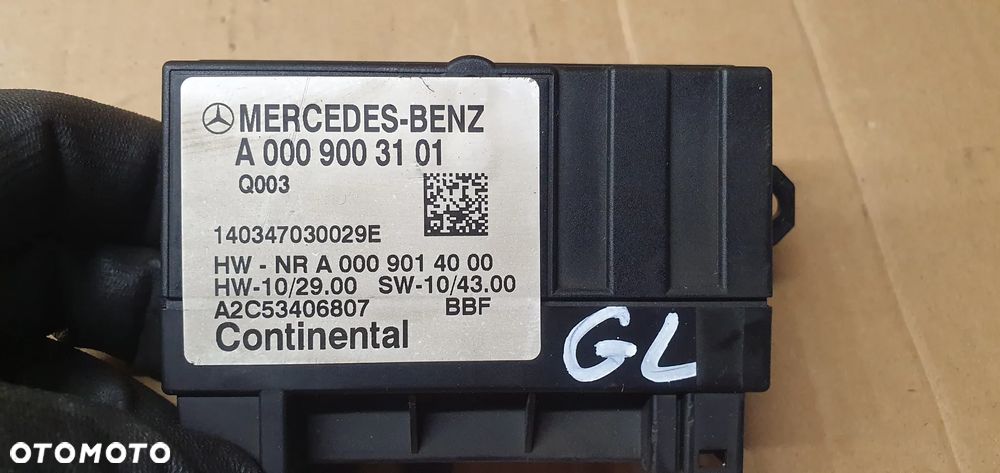 MERCEDES-BENZ
A 000 900 31 01
Q003
140347030029E
HW - NR A 000 901 40 00
HW-10/29.00 SW-10/43.00
A2C53406807 BBF
Continental
GL
OTOMOTO